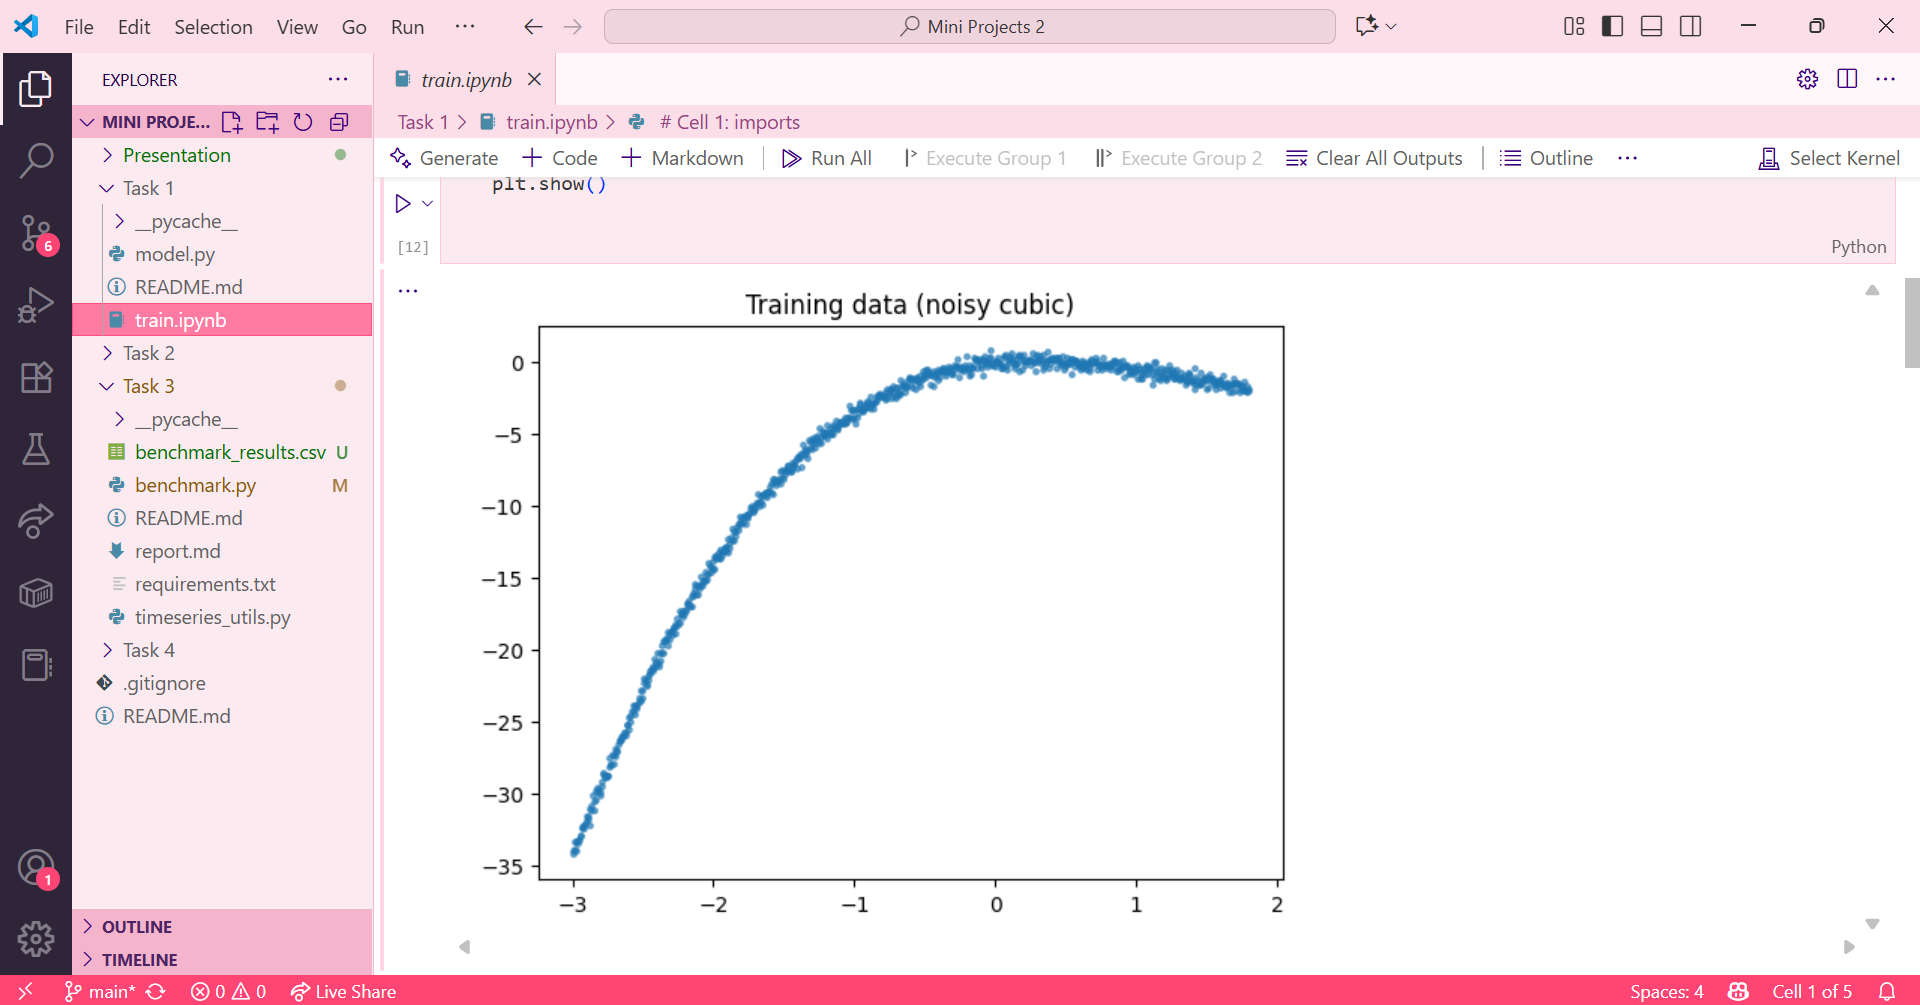 File Edit Selection View Go Run ··· Mini Projects 2
EXPLORER ···
MINI PROJE...
Presentation
Task 1
__pycache__
model.py
README.md
train.ipynb
Task 2
Task 3
__pycache__
benchmark_results.csv U
benchmark.py M
README.md
report.md
requirements.txt
timeseries_utils.py
Task 4
.gitignore
README.md
OUTLINE
TIMELINE
6
1
train.ipynb
Task 1 > train.ipynb > # Cell 1: imports
Generate + Code + Markdown Run All Execute Group 1 Execute Group 2 Clear All Outputs Outline ··· Select Kernel
plt.show()
[12] Python
Training data (noisy cubic)
0
−5
−10
−15
−20
−25
−30
−35
−3 −2 −1 0 1 2
main* 0 0 Live Share Spaces: 4 Cell 1 of 5